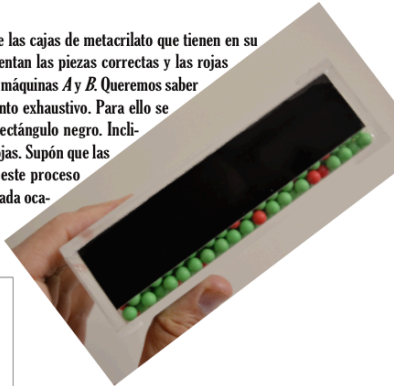 e las cajas de metacrilato que tienen en su
entan las piezas correctas y las rojas
máquinas A y B. Queremos saber
nto exhaustivo. Para ello se
ectángulo negro. Incli-
jas. Supón que las
este proceso
ada oca-